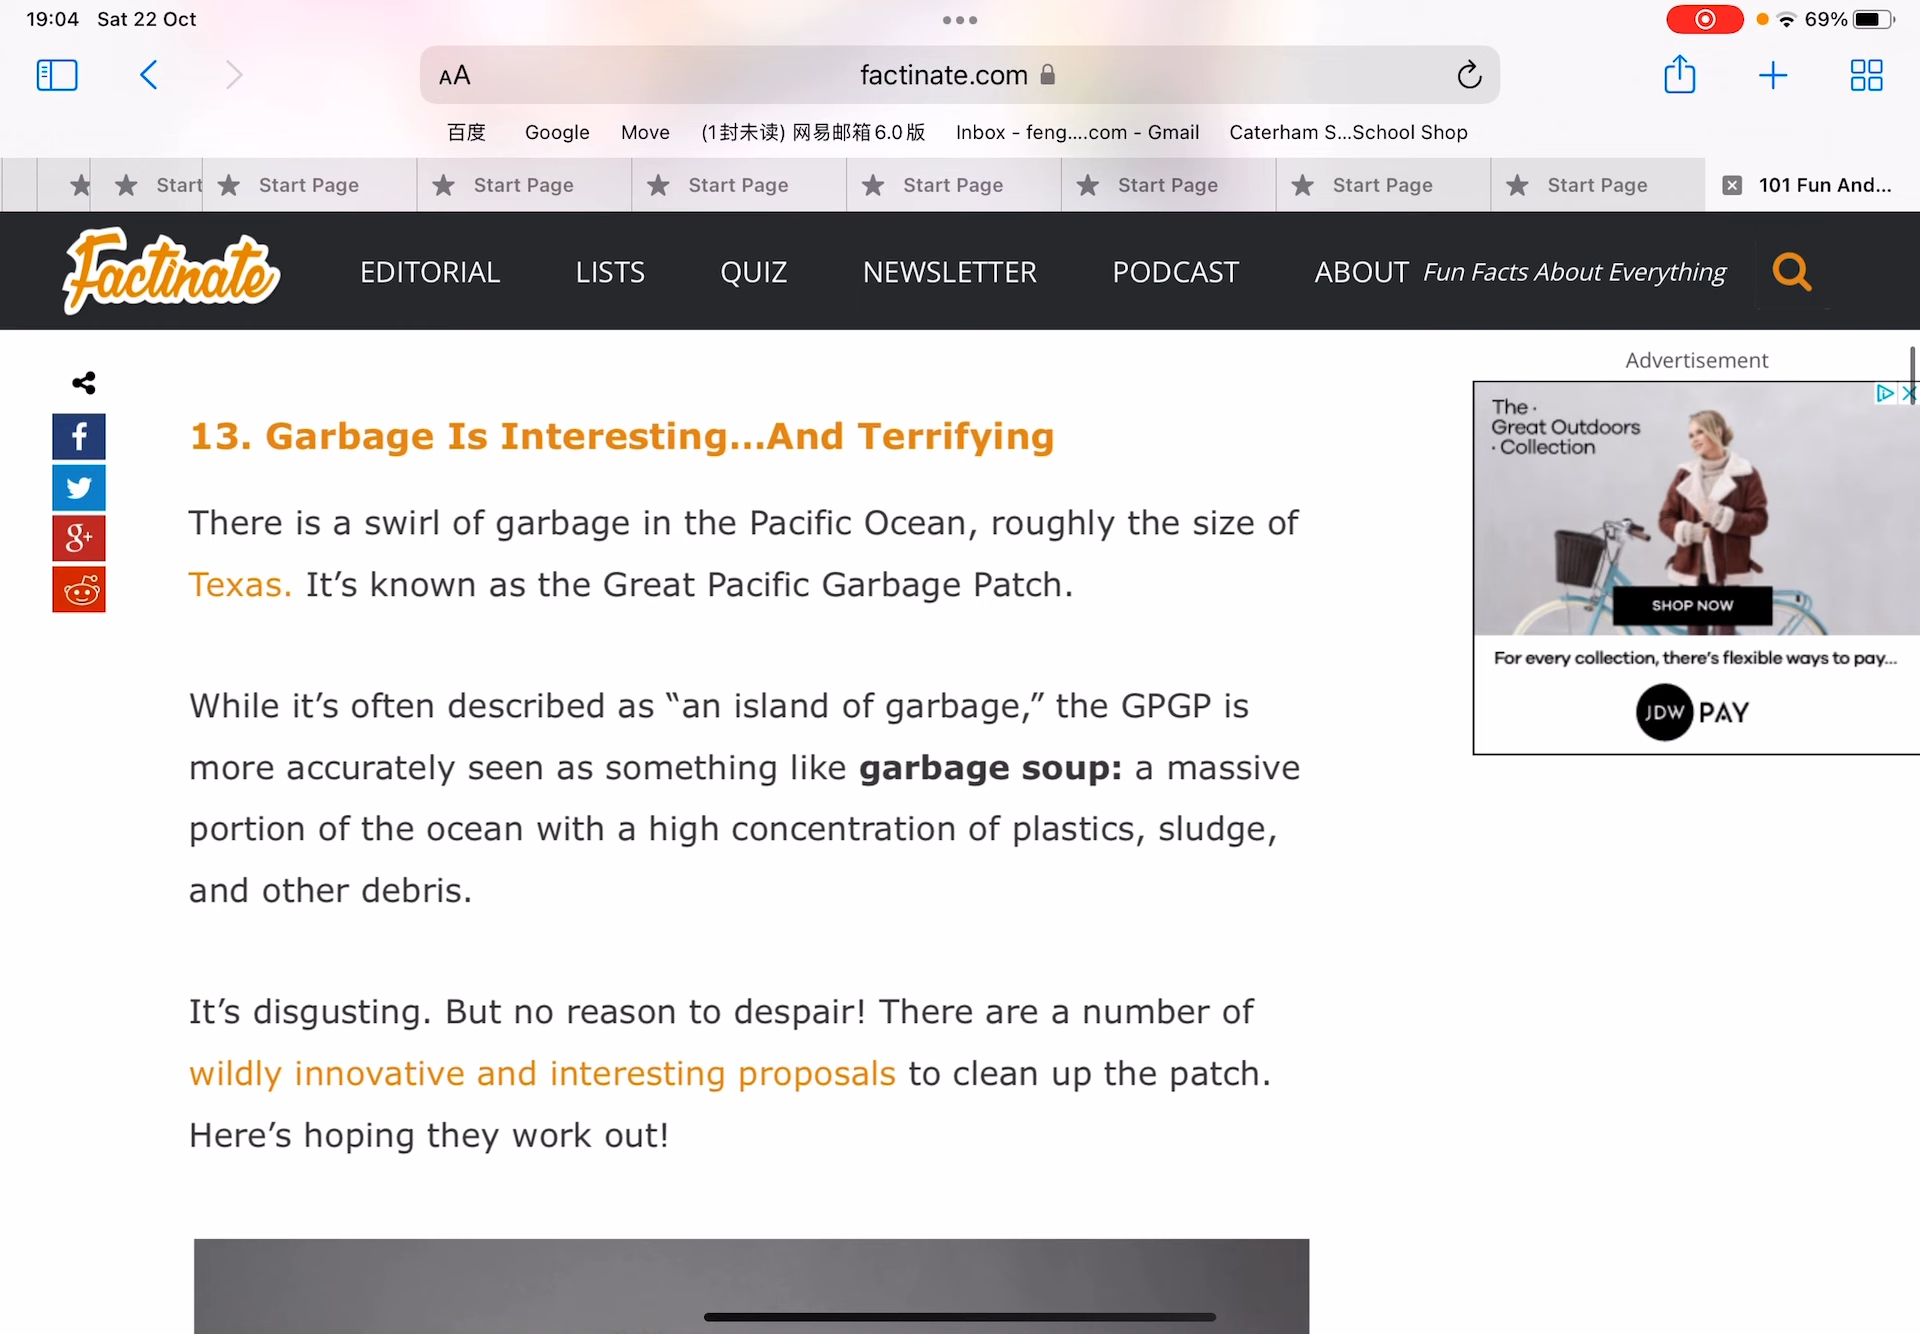 19:04 Sat 22 Oct
69%
AA factinate.com
百度 Google Move (1封未读) 网易邮箱6.0版 Inbox - feng....com - Gmail Caterham S...School Shop
Start Start Page Start Page Start Page Start Page Start Page Start Page Start Page 101 Fun And...
Factinate EDITORIAL LISTS QUIZ NEWSLETTER PODCAST ABOUT Fun Facts About Everything
Advertisement
The
Great Outdoors
Collection
SHOP NOW
For every collection, there's flexible ways to pay...
JDW PAY
f
g+
13. Garbage Is Interesting...And Terrifying
There is a swirl of garbage in the Pacific Ocean, roughly the size of
Texas. It’s known as the Great Pacific Garbage Patch.
While it’s often described as “an island of garbage,” the GPGP is
more accurately seen as something like garbage soup: a massive
portion of the ocean with a high concentration of plastics, sludge,
and other debris.
It’s disgusting. But no reason to despair! There are a number of
wildly innovative and interesting proposals to clean up the patch.
Here’s hoping they work out!